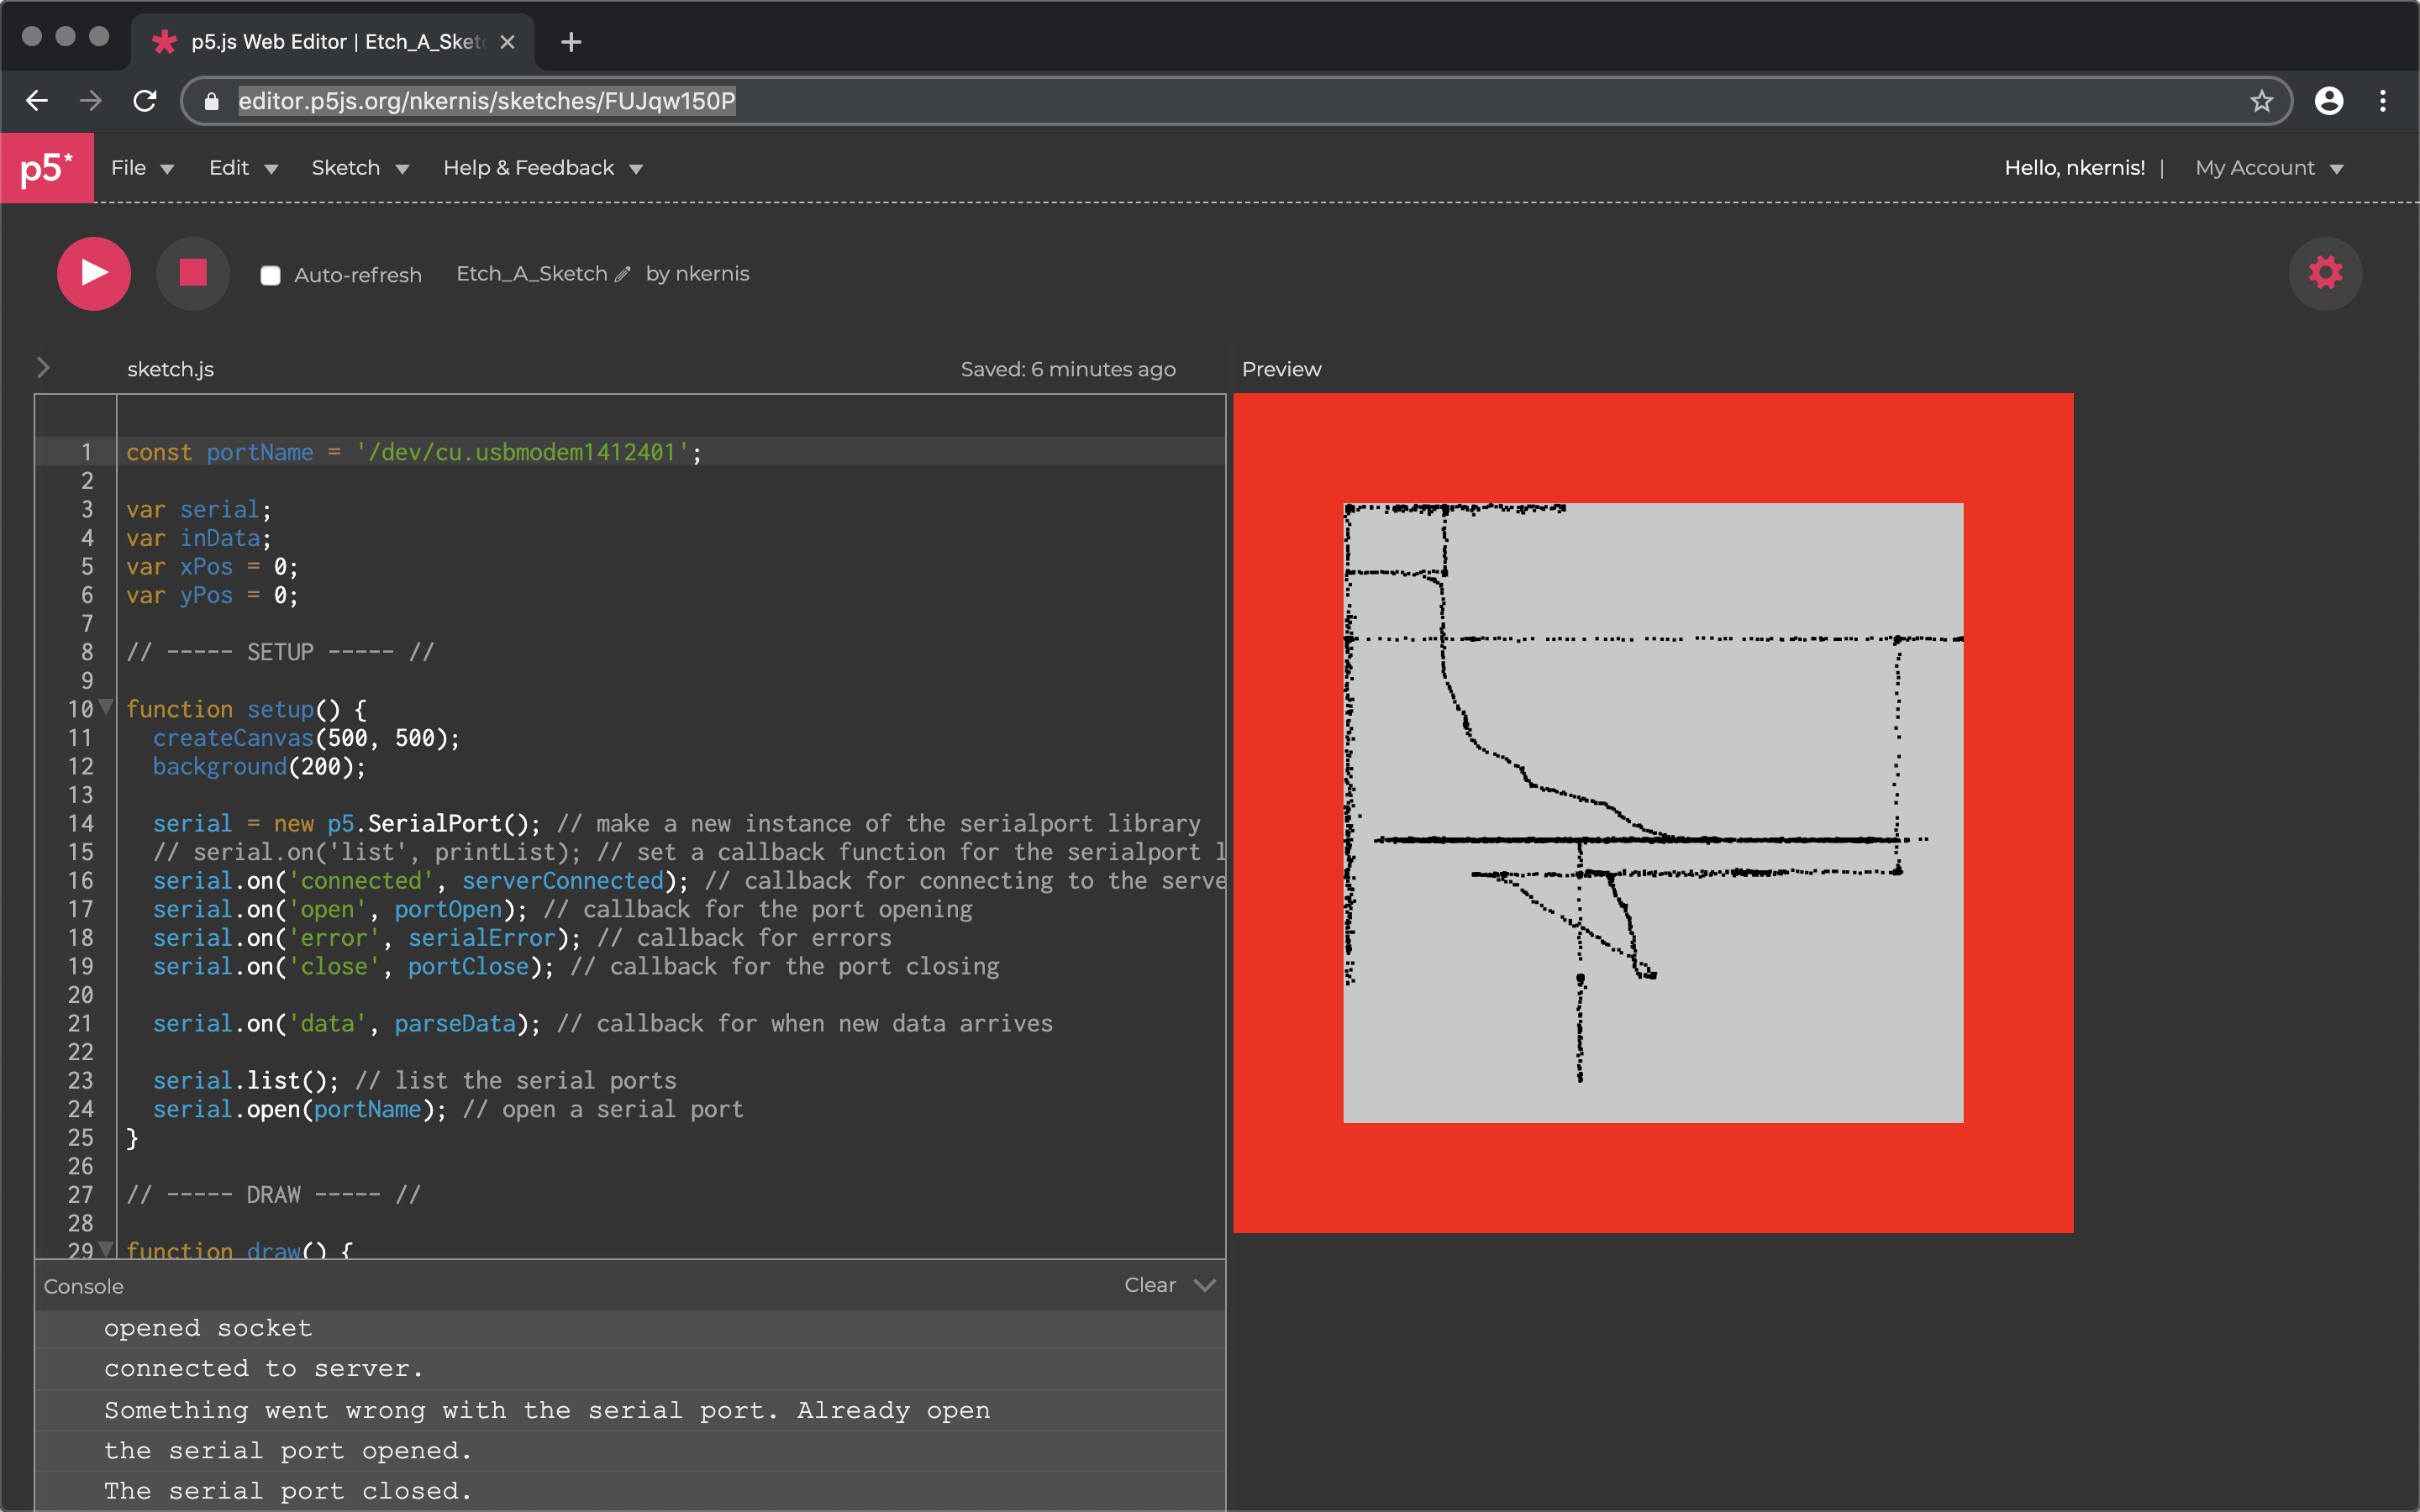 p5.js Web Editor | Etch_A_Sket
editor.p5js.org/nkernis/sketches/FUJqw150P
p5* File Edit Sketch Help & Feedback Hello, nkernis! | My Account
Auto-refresh Etch_A_Sketch by nkernis
sketch.js Saved: 6 minutes ago Preview
1 const portName = '/dev/cu.usbmodem1412401';
2
3 var serial;
4 var inData;
5 var xPos = 0;
6 var yPos = 0;
7
8 // ----- SETUP ----- //
9
10 function setup() {
11 createCanvas(500, 500);
12 background(200);
13
14 serial = new p5.SerialPort(); // make a new instance of the serialport library
15 // serial.on('list', printList); // set a callback function for the serialport l
16 serial.on('connected', serverConnected); // callback for connecting to the serve
17 serial.on('open', portOpen); // callback for the port opening
18 serial.on('error', serialError); // callback for errors
19 serial.on('close', portClose); // callback for the port closing
20
21 serial.on('data', parseData); // callback for when new data arrives
22
23 serial.list(); // list the serial ports
24 serial.open(portName); // open a serial port
25 }
26
27 // ----- DRAW ----- //
28
29 function draw() {
Console Clear
opened socket
connected to server.
Something went wrong with the serial port. Already open
the serial port opened.
The serial port closed.